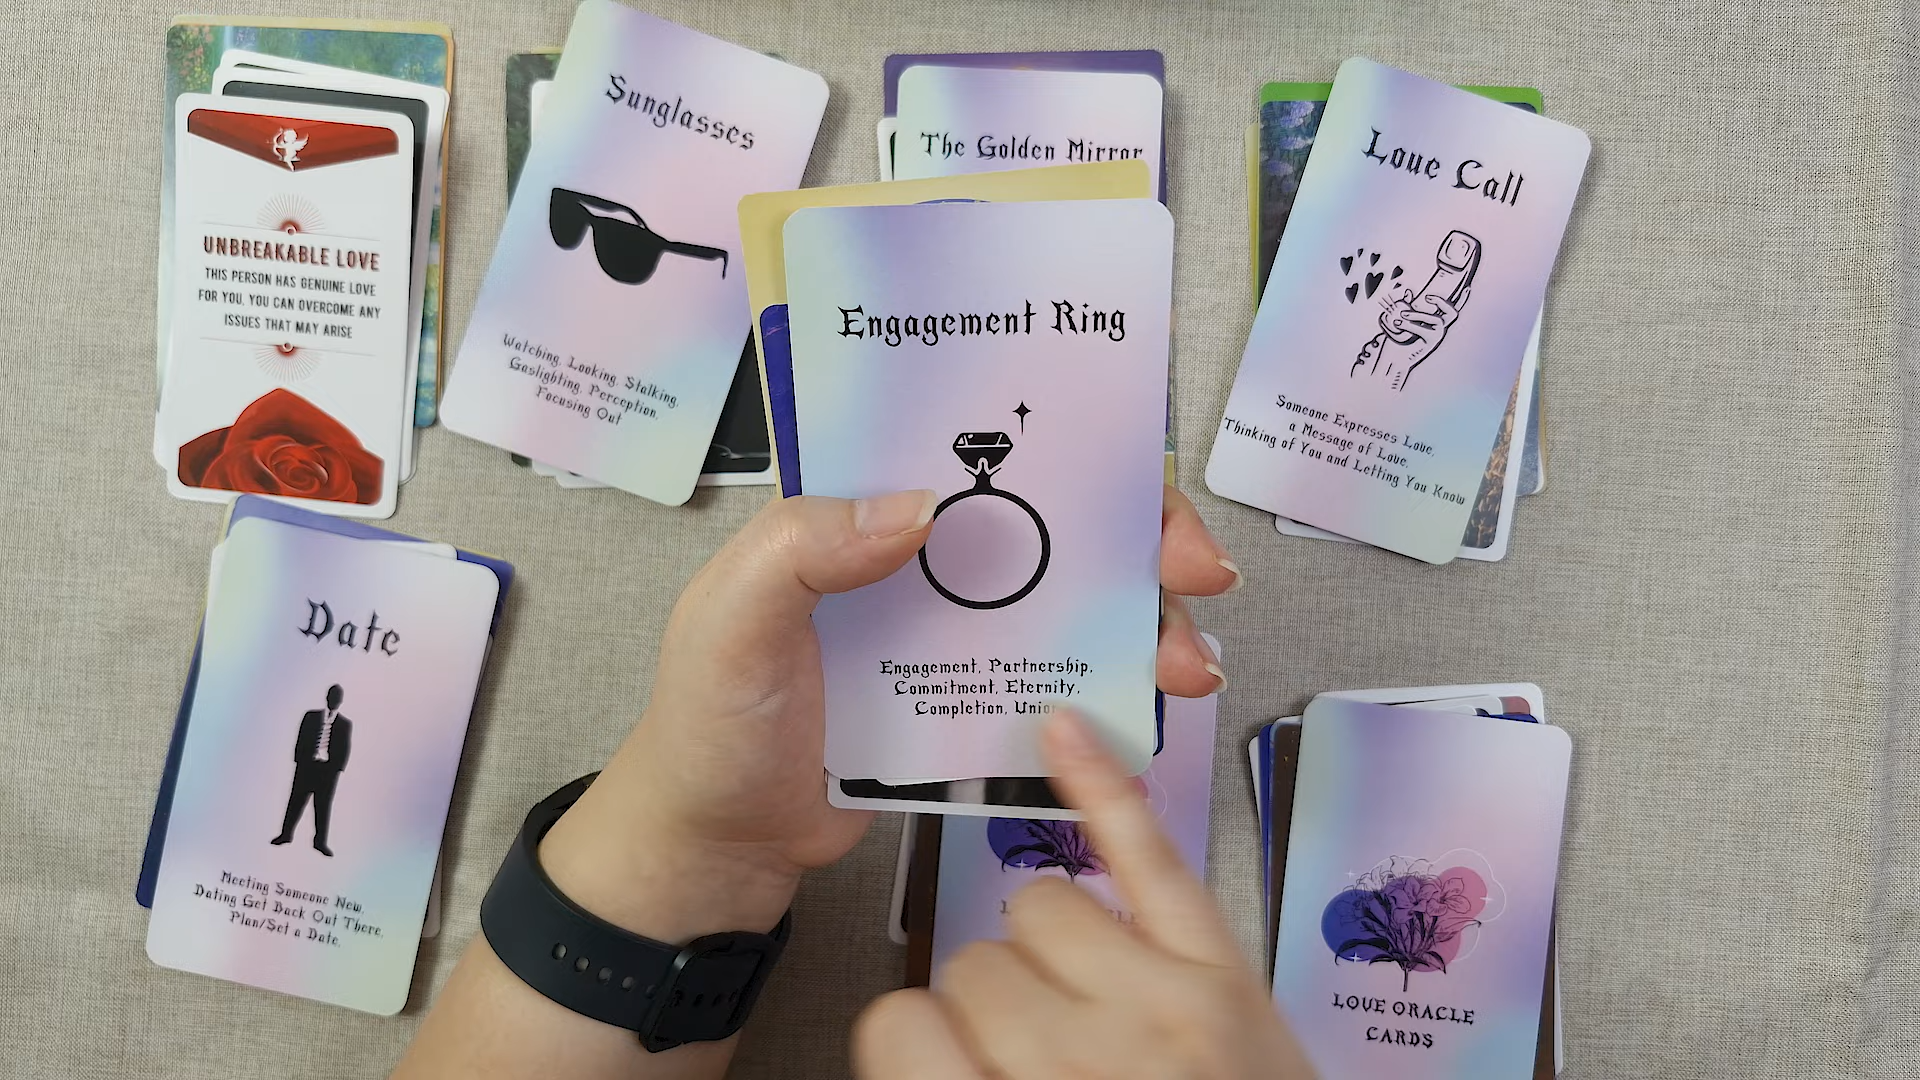 UNBREAKABLE LOVE
THIS PERSON HAS GENUINE LOVE
FOR YOU, YOU CAN OVERCOME ANY
ISSUES THAT MAY ARISE
Sunglasses
Watching, Looking, Stalking,
Gaslighting, Perception,
Focusing Out
The Golden Mirror
Love Call
Someone Expresses Love,
a Message of Love,
Thinking of You and Letting You Know
Engagement Ring
Engagement, Partnership,
Commitment, Eternity,
Completion, Union
Date
Meeting Someone New,
Dating Get Back Out There,
Plan/Set a Date,
LOVE ORACLE
CARDS